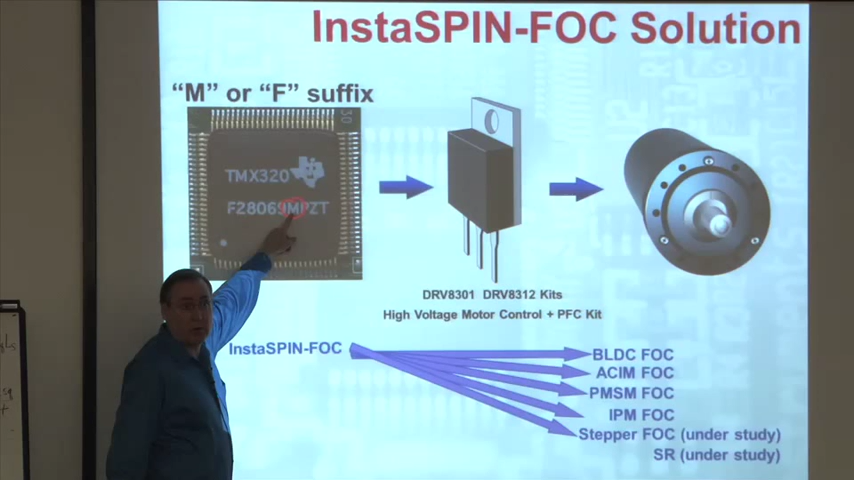 InstaSPIN-FOC Solution
“M” or “F” suffix
TMX320
F28069MPZT
DRV8301 DRV8312 Kits
High Voltage Motor Control + PFC Kit
InstaSPIN-FOC
BLDC FOC
ACIM FOC
PMSM FOC
IPM FOC
Stepper FOC (under study)
SR (under study)